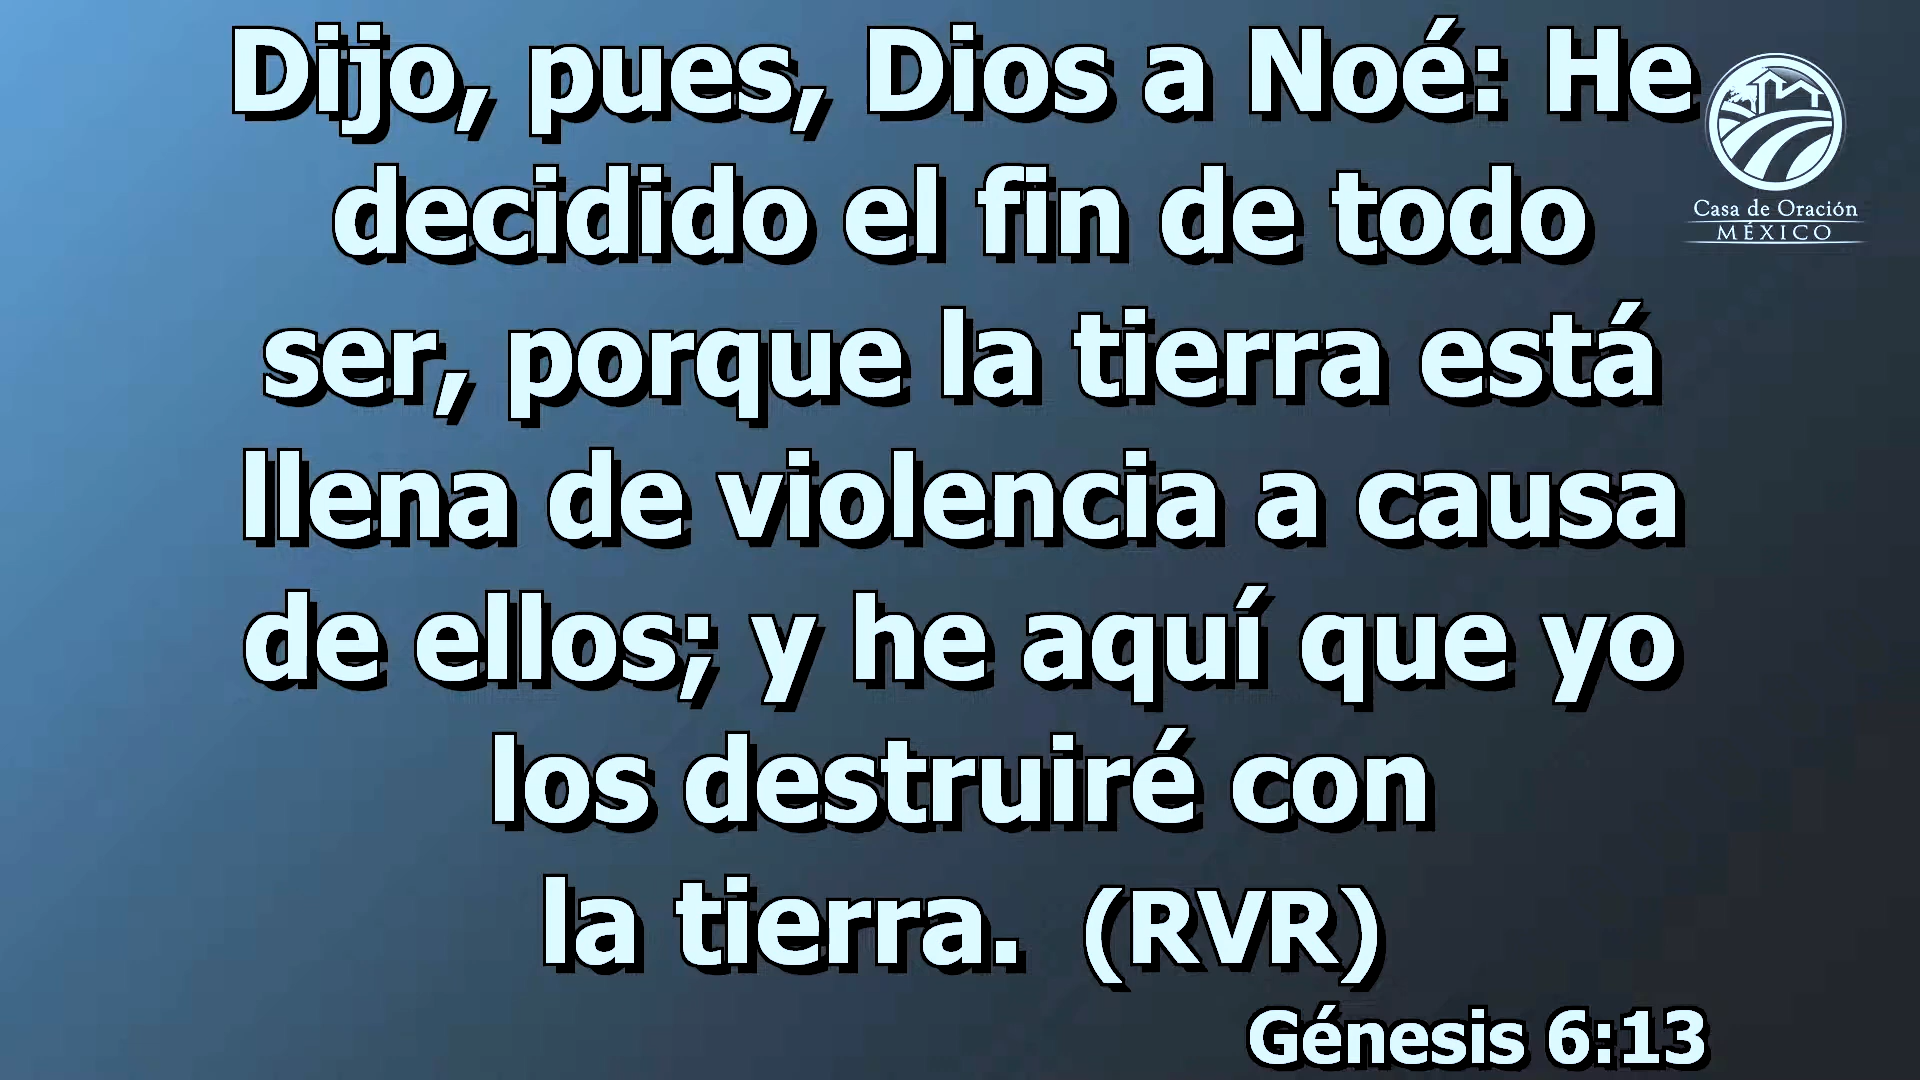 Dijo, pues, Dios a Noé: He
decidido el fin de todo
ser, porque la tierra está
llena de violencia a causa
de ellos; y he aquí que yo
los destruiré con
la tierra. (RVR)
Génesis 6:13
Casa de Oración
MÉXICO